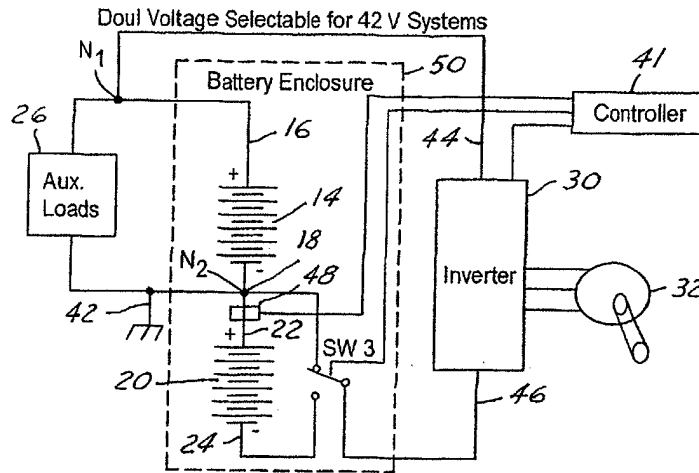 Doul Voltage Selectable for 42 V Systems
N1
Battery Enclosure
50
41
Controller
26
16
44
30
Aux.
Loads
+
14
18
-
N2
48
Inverter
32
42
22
+
SW 3
20
24
-
46